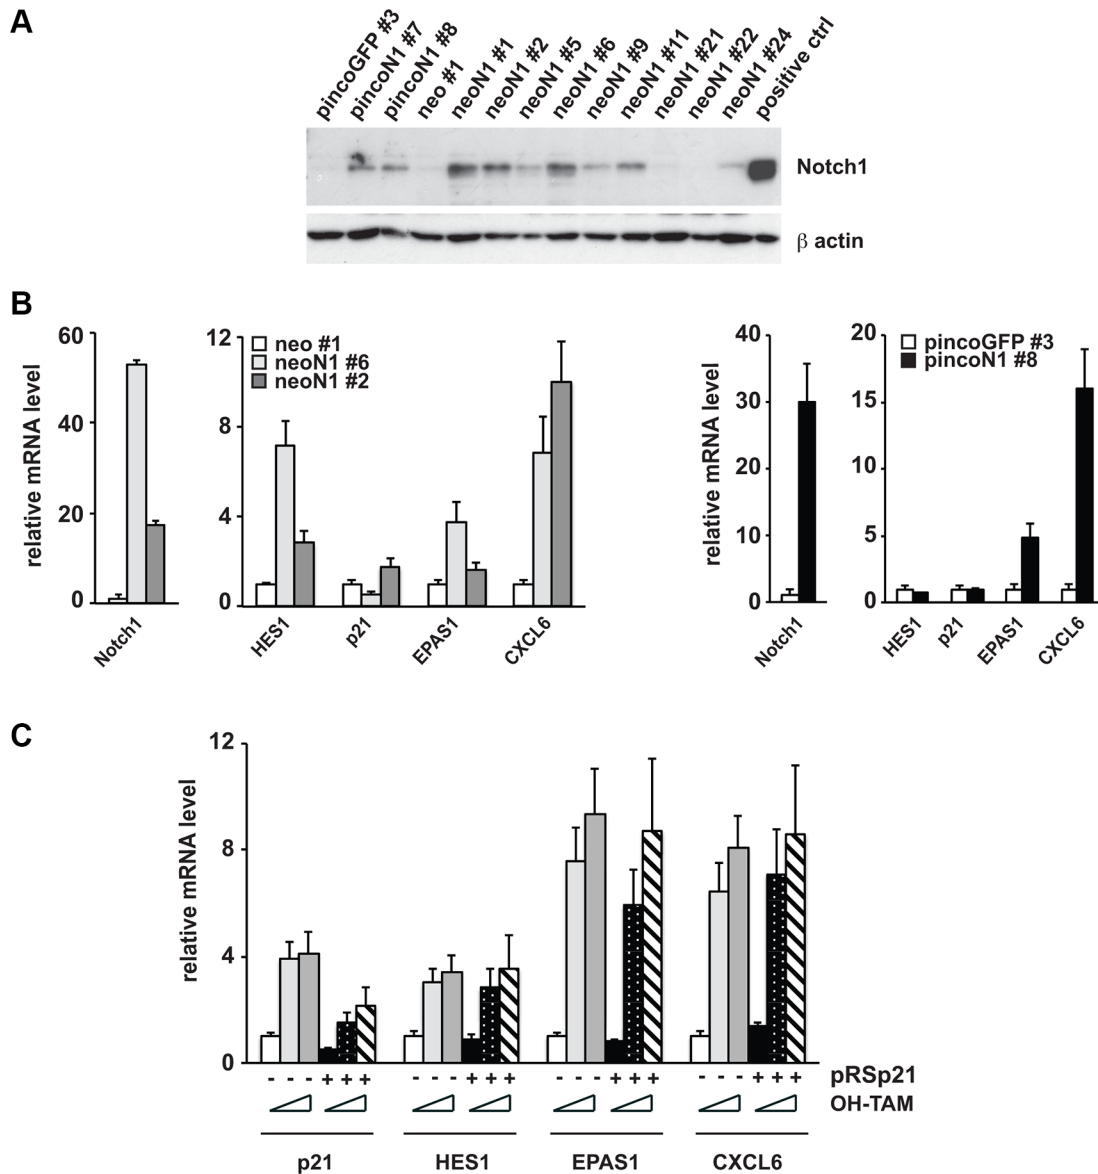 A
pincoGFP #3
pincoN1 #7
pincoN1 #8
neo #1
neoN1 #1
neoN1 #2
neoN1 #5
neoN1 #6
neoN1 #9
neoN1 #11
neoN1 #21
neoN1 #22
neoN1 #24
positive ctrl
Notch1
β actin
B
relative mRNA level
60
40
20
0
Notch1
12
8
4
0
neo #1
neoN1 #6
neoN1 #2
HES1
p21
EPAS1
CXCL6
relative mRNA level
40
30
20
10
0
Notch1
20
15
10
5
0
pincoGFP #3
pincoN1 #8
HES1
p21
EPAS1
CXCL6
C
relative mRNA level
12
8
4
0
- - - + + + - - - + + + - - - + + + - - - + + + pRSp21
OH-TAM
p21 HES1 EPAS1 CXCL6